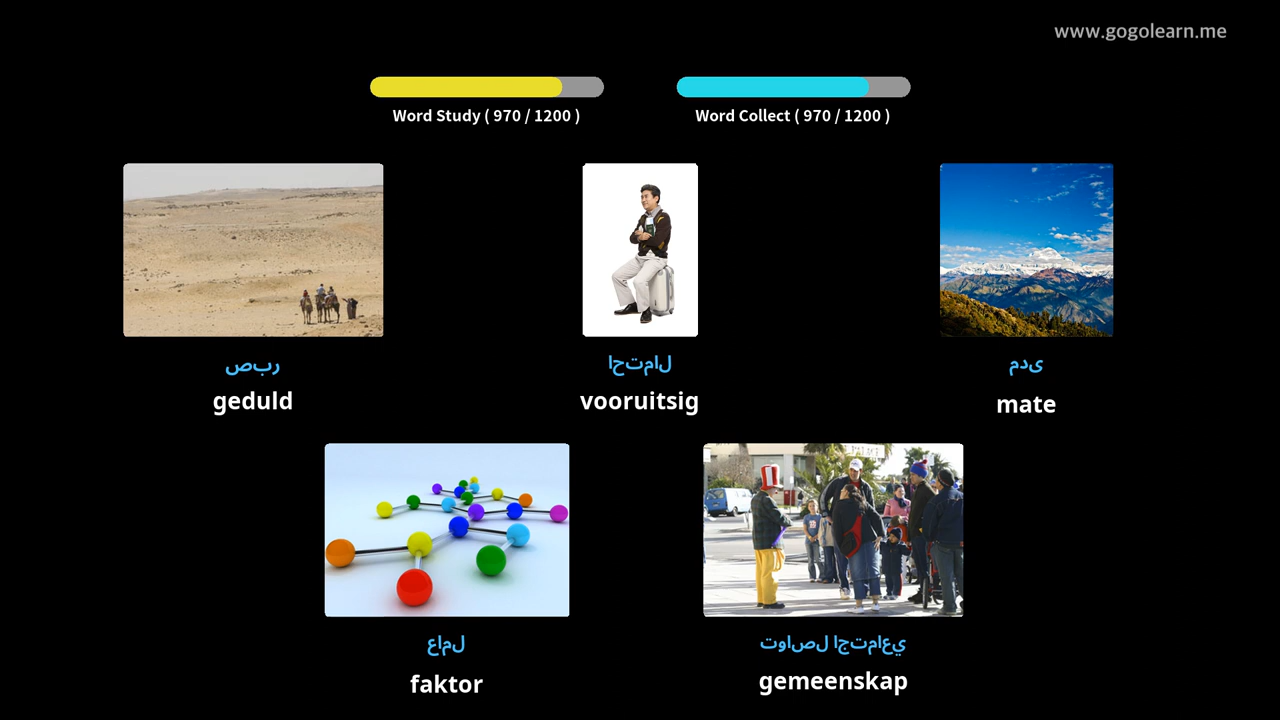 www.gogolearn.me
Word Study ( 970 / 1200 )
Word Collect ( 970 / 1200 )
صبر
geduld
احتمال
vooruitsig
مدى
mate
عامل
faktor
تواصل اجتماعي
gemeenskap